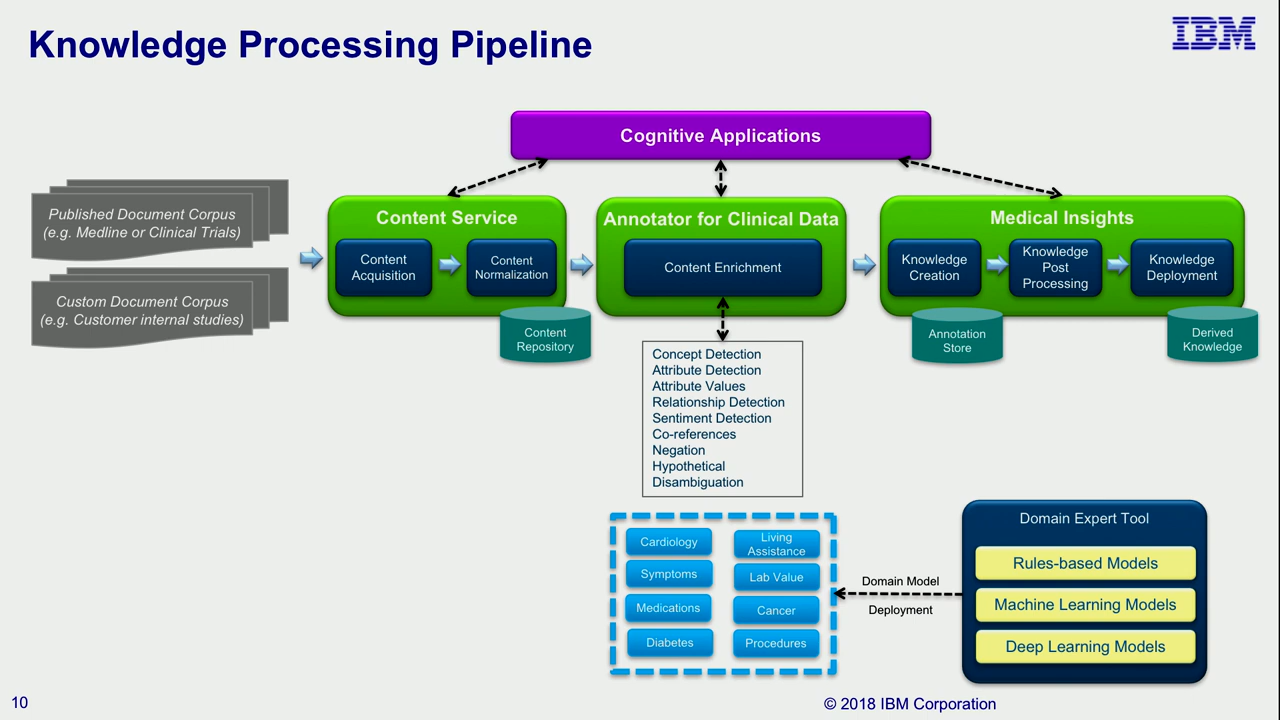 Knowledge Processing Pipeline
IBM
Cognitive Applications
Published Document Corpus
(e.g. Medline or Clinical Trials)
Custom Document Corpus
(e.g. Customer internal studies)
Content Service
Content
Acquisition
Content
Normalization
Content
Repository
Annotator for Clinical Data
Content Enrichment
Concept Detection
Attribute Detection
Attribute Values
Relationship Detection
Sentiment Detection
Co-references
Negation
Hypothetical
Disambiguation
Medical Insights
Knowledge
Creation
Knowledge
Post
Processing
Knowledge
Deployment
Annotation
Store
Derived
Knowledge
Cardiology
Symptoms
Medications
Diabetes
Living
Assistance
Lab Value
Cancer
Procedures
Domain Model
Deployment
Domain Expert Tool
Rules-based Models
Machine Learning Models
Deep Learning Models
10
© 2018 IBM Corporation